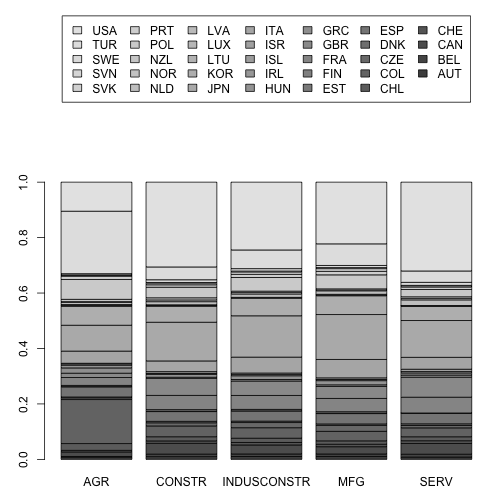 USA PRT LVA ITA GRC ESP CHE
TUR POL LUX ISR GBR DNK CAN
SWE NZL LTU ISL FRA CZE BEL
SVN NOR KOR IRL FIN COL AUT
SVK NLD JPN HUN EST CHL
1.0
0.8
0.6
0.4
0.2
0.0
AGR CONSTR INDUSCONSTR MFG SERV